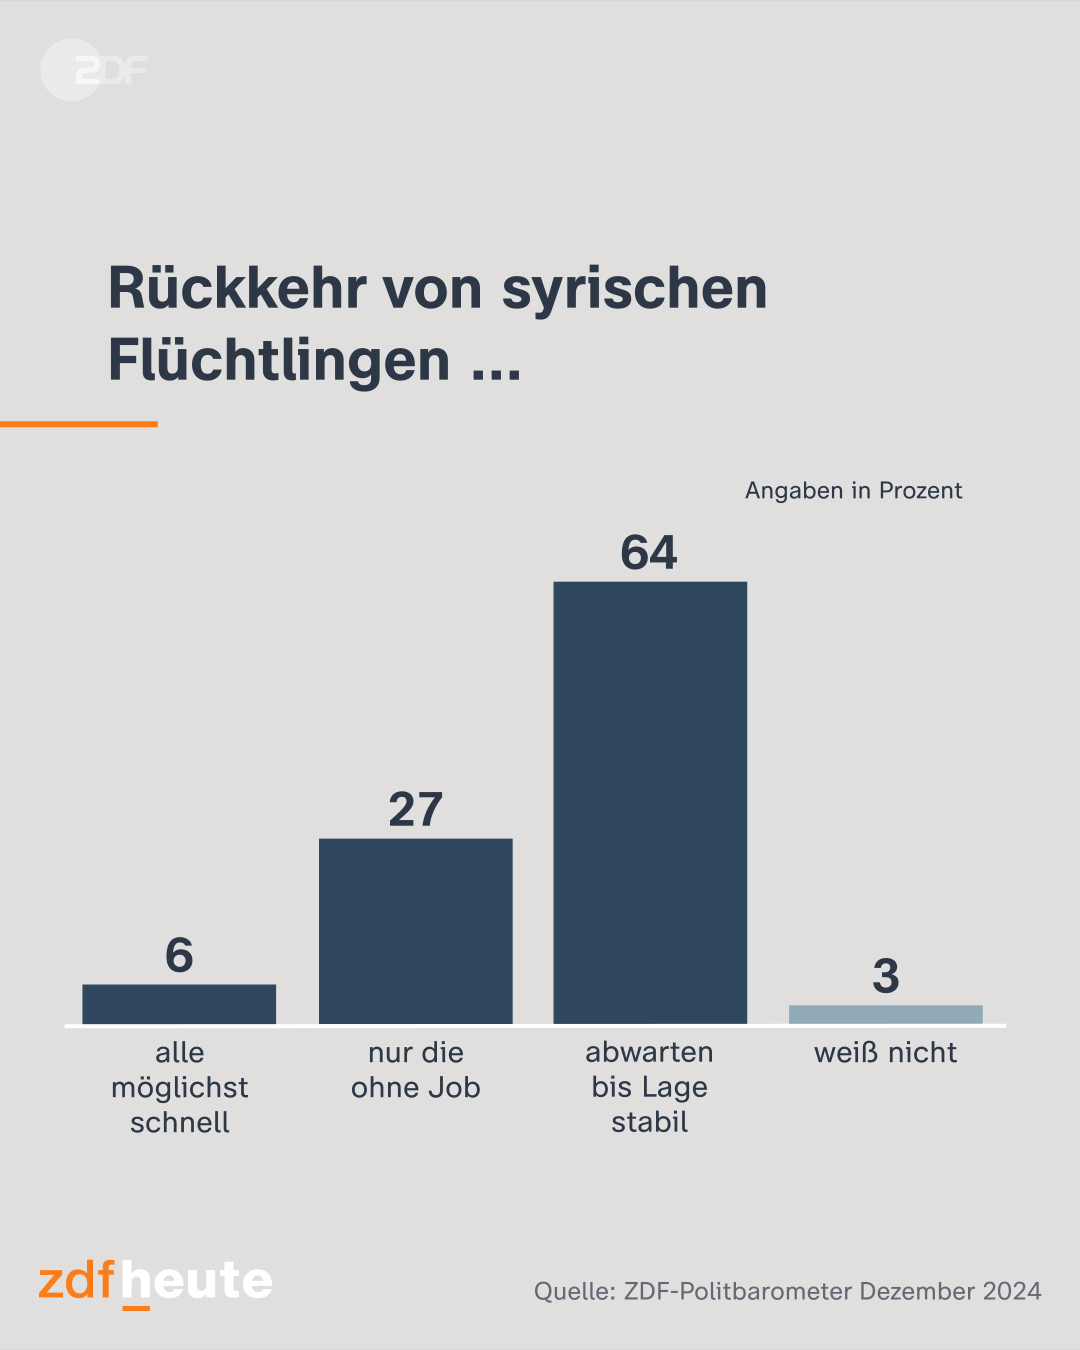 ZDF
Rückkehr von syrischen
Flüchtlingen ...
Angaben in Prozent
64
27
6
3
alle
möglichst
schnell
nur die
ohne Job
abwarten
bis Lage
stabil
weiß nicht
zdfheute
Quelle: ZDF-Politbarometer Dezember 2024